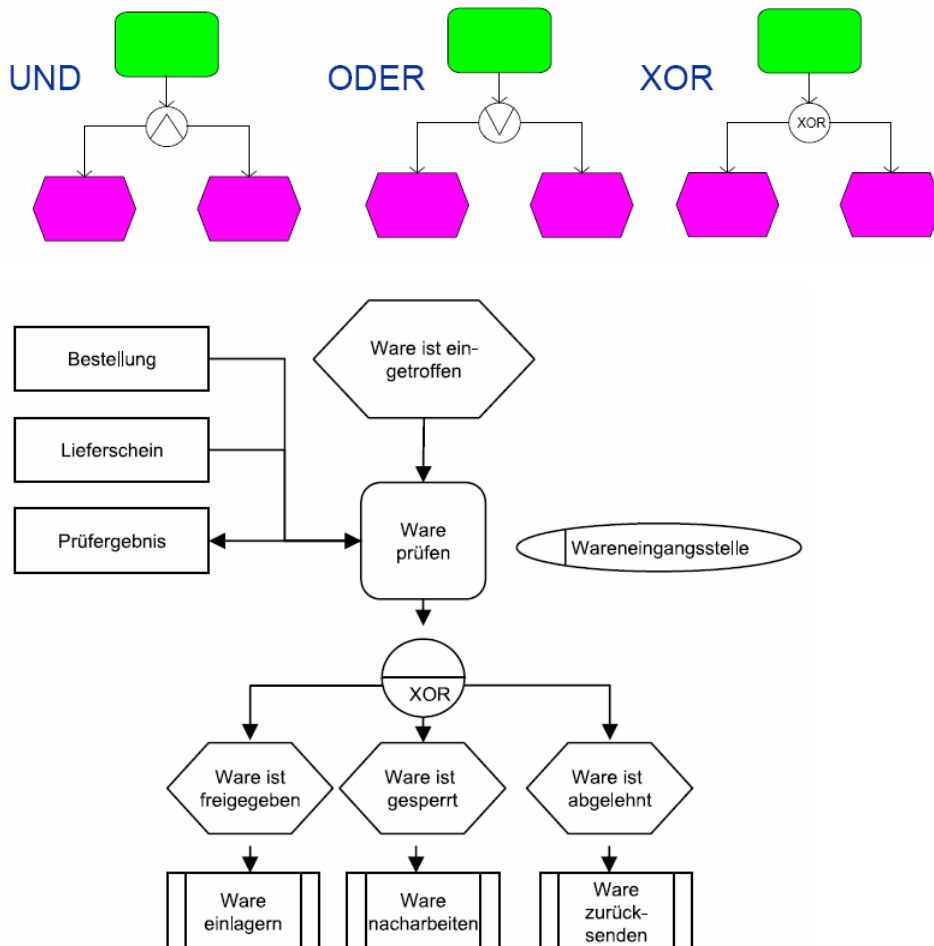 UND
ODER
XOR
XOR
Ware ist ein-
getroffen
Bestellung
Lieferschein
Prüfergebnis
Ware
prüfen
Wareneingangsstelle
XOR
Ware ist
freigegeben
Ware ist
gesperrt
Ware ist
abgelehnt
Ware
einlagern
Ware
nacharbeiten
Ware
zurück-
senden